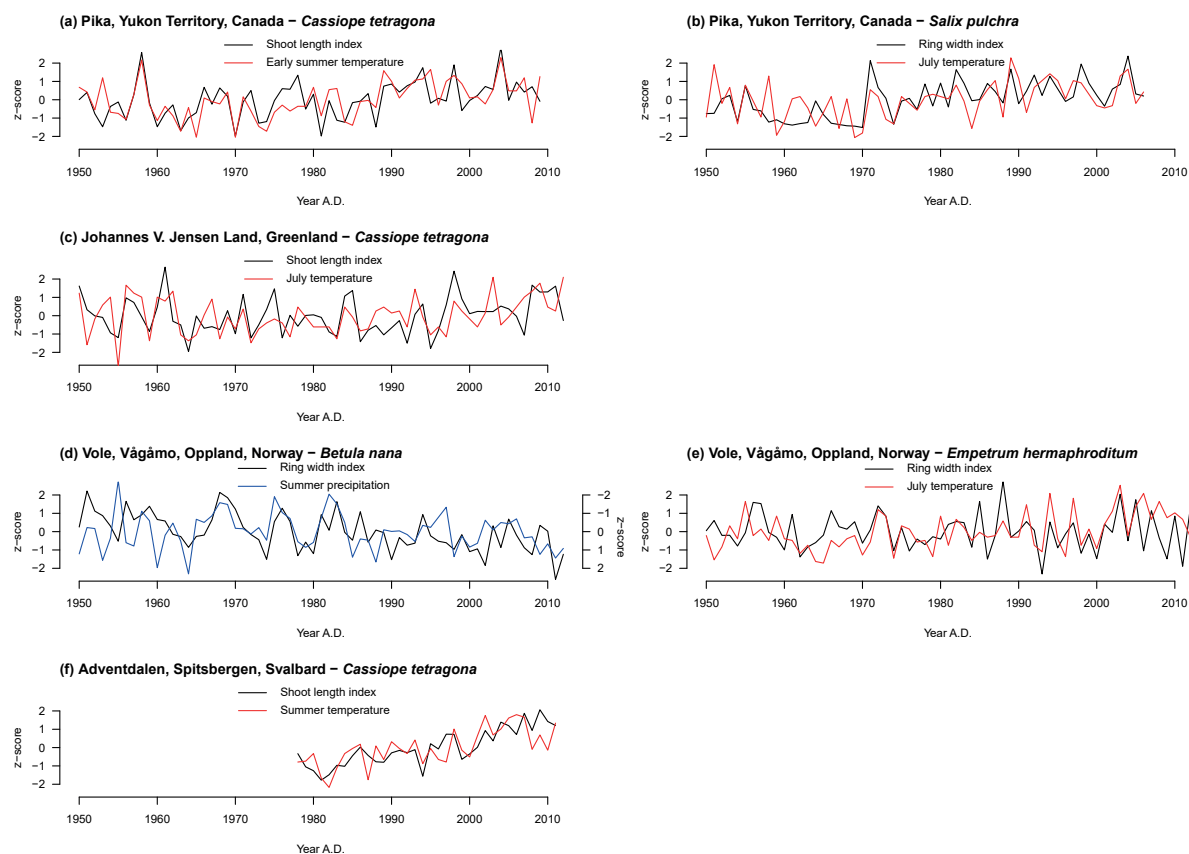 (a) Pika, Yukon Territory, Canada − Cassiope tetragona
Shoot length index
Early summer temperature
z−score
2
1
0
−1
−2
1950 1960 1970 1980 1990 2000 2010
Year A.D.
(b) Pika, Yukon Territory, Canada − Salix pulchra
Ring width index
July temperature
z−score
2
1
0
−1
−2
1950 1960 1970 1980 1990 2000 2010
Year A.D.
(c) Johannes V. Jensen Land, Greenland − Cassiope tetragona
Shoot length index
July temperature
z−score
2
1
0
−1
−2
1950 1960 1970 1980 1990 2000 2010
Year A.D.
(d) Vole, Vågåmo, Oppland, Norway − Betula nana
Ring width index
Summer precipitation
z−score
2
1
0
−1
−2
−2
−1
0
1
2
z−score
1950 1960 1970 1980 1990 2000 2010
Year A.D.
(e) Vole, Vågåmo, Oppland, Norway − Empetrum hermaphroditum
Ring width index
July temperature
z−score
2
1
0
−1
−2
1950 1960 1970 1980 1990 2000 2010
Year A.D.
(f) Adventdalen, Spitsbergen, Svalbard − Cassiope tetragona
Shoot length index
Summer temperature
z−score
2
1
0
−1
−2
1950 1960 1970 1980 1990 2000 2010
Year A.D.